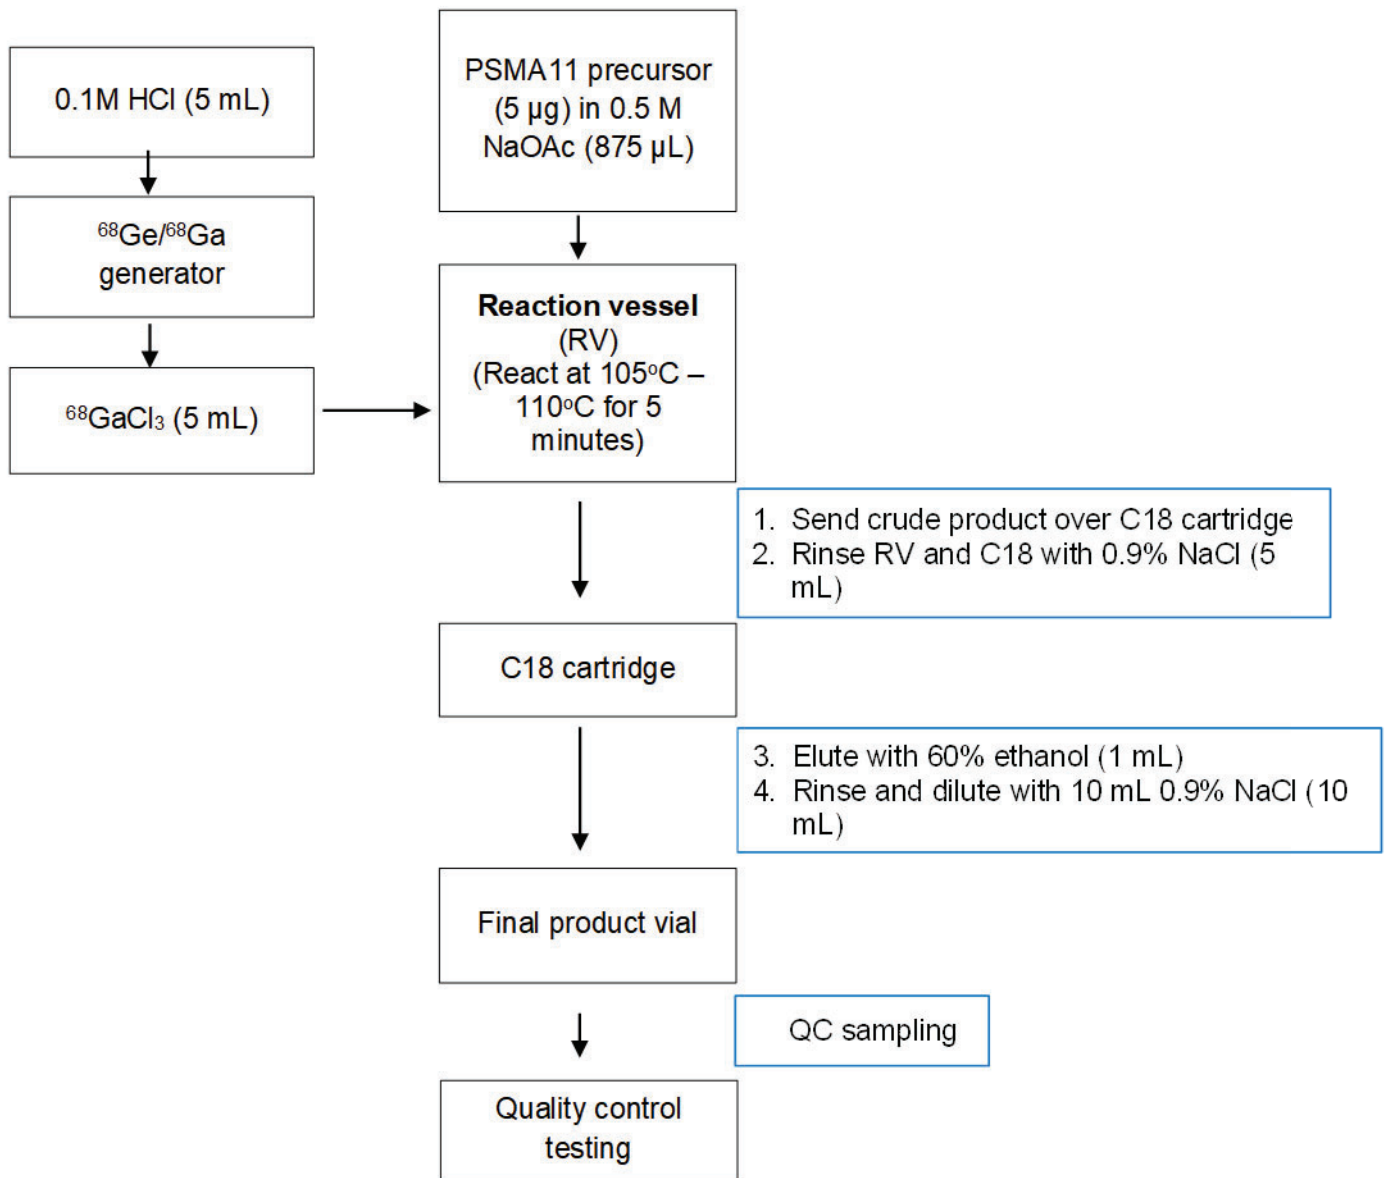 0.1M HCl (5 mL)
⁶⁸Ge/⁶⁸Ga
generator
⁶⁸GaCl₃ (5 mL)
PSMA11 precursor
(5 µg) in 0.5 M
NaOAc (875 µL)
Reaction vessel
(RV)
(React at 105ºC –
110ºC for 5
minutes)
1. Send crude product over C18 cartridge
2. Rinse RV and C18 with 0.9% NaCl (5
mL)
C18 cartridge
3. Elute with 60% ethanol (1 mL)
4. Rinse and dilute with 10 mL 0.9% NaCl (10
mL)
Final product vial
QC sampling
Quality control
testing